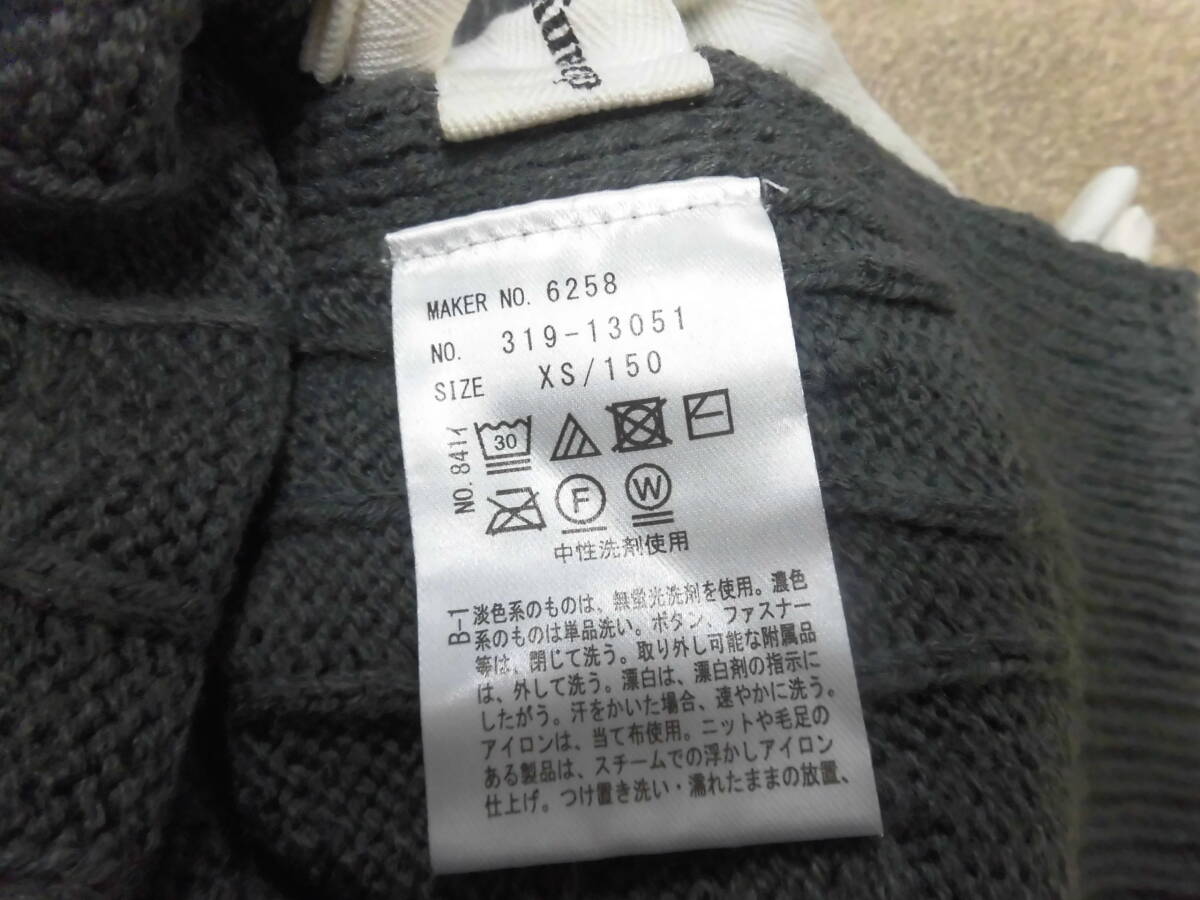 MAKER NO. 6258
NO. 319-13051
SIZE XS/150
NO. 841イ
30
F
W
中性洗剤使用
B-1
淡色系のものは、無蛍光洗剤を使用。濃色
系のものは単品洗い。ボタン、ファスナー
等は、閉じて洗う。取り外し可能な附属品
は、外して洗う。漂白は、漂白剤の指示に
したがう。汗をかいた場合、速やかに洗う。
アイロンは、当て布使用。ニットや毛足の
ある製品は、スチームでの浮かしアイロン
仕上げ。つけ置き洗い・濡れたままの放置、